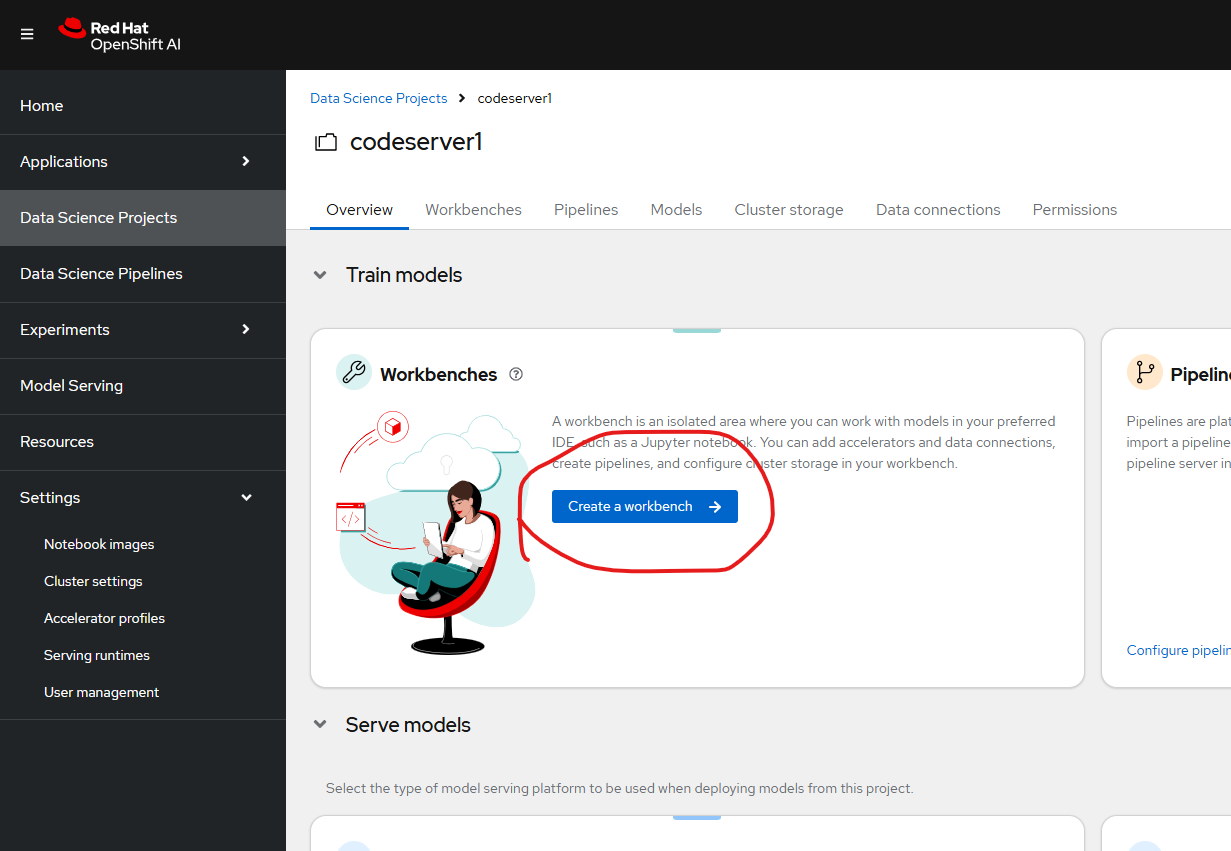 Red Hat
OpenShift AI
Home
Applications
Data Science Projects
Data Science Pipelines
Experiments
Model Serving
Resources
Settings
Notebook images
Cluster settings
Accelerator profiles
Serving runtimes
User management
Data Science Projects > codeserver1
codeserver1
Overview Workbenches Pipelines Models Cluster storage Data connections Permissions
Train models
Workbenches
A workbench is an isolated area where you can work with models in your preferred
IDE, such as a Jupyter notebook. You can add accelerators and data connections,
create pipelines, and configure cluster storage in your workbench.
Create a workbench
Pipelin
Pipelines are plat
import a pipeline
pipeline server in
Configure pipelin
Serve models
Select the type of model serving platform to be used when deploying models from this project.